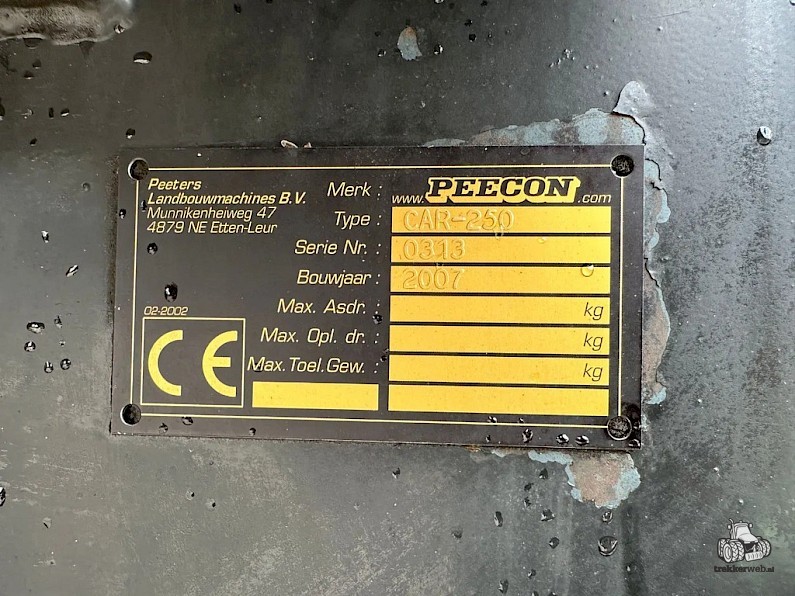 Peeters
Landbouwmachines B.V.
Munnikenheiweg 47
4879 NE Etten-Leur
Merk : www.PEECON.com
Type : CAR-250
Serie Nr. : 0313
Bouwjaar : 2007
Max. Asdr. : kg
Max. Opl. dr. : kg
Max. Toel.Gew. : kg
02-2002
CE
trekkerweb.nl